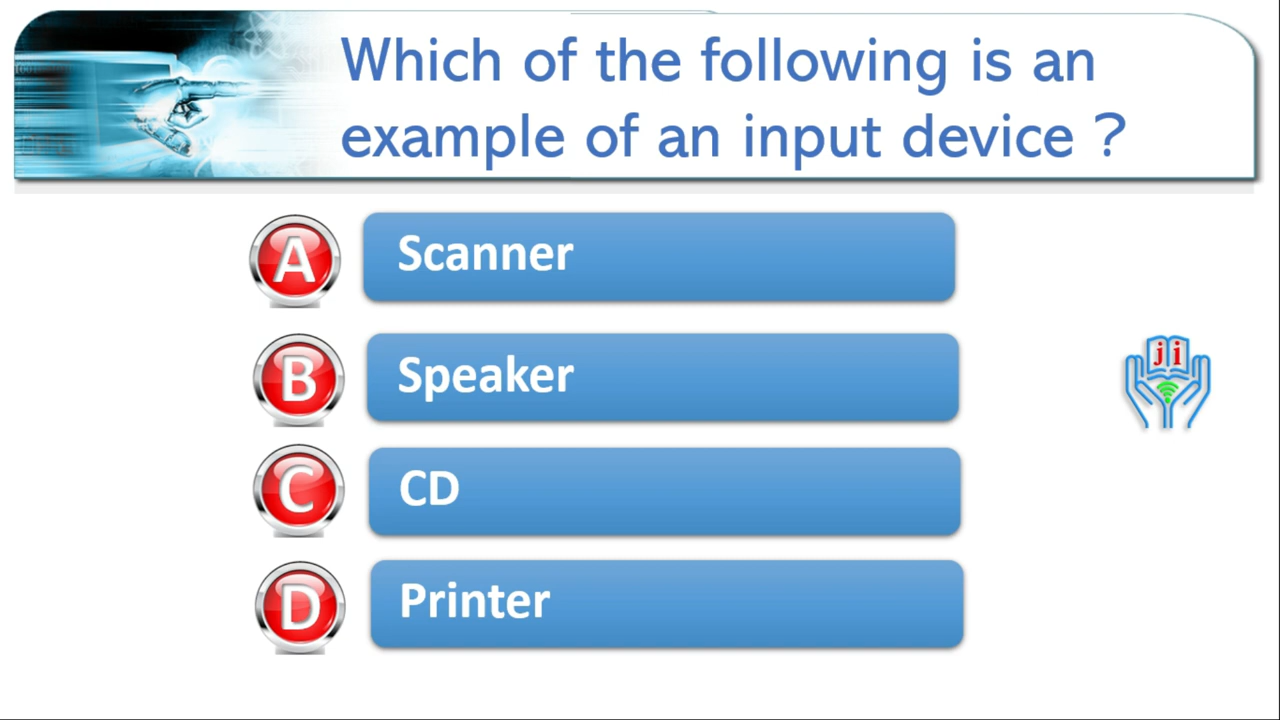 Which of the following is an
example of an input device ?
A Scanner
B Speaker
ji
C CD
D Printer